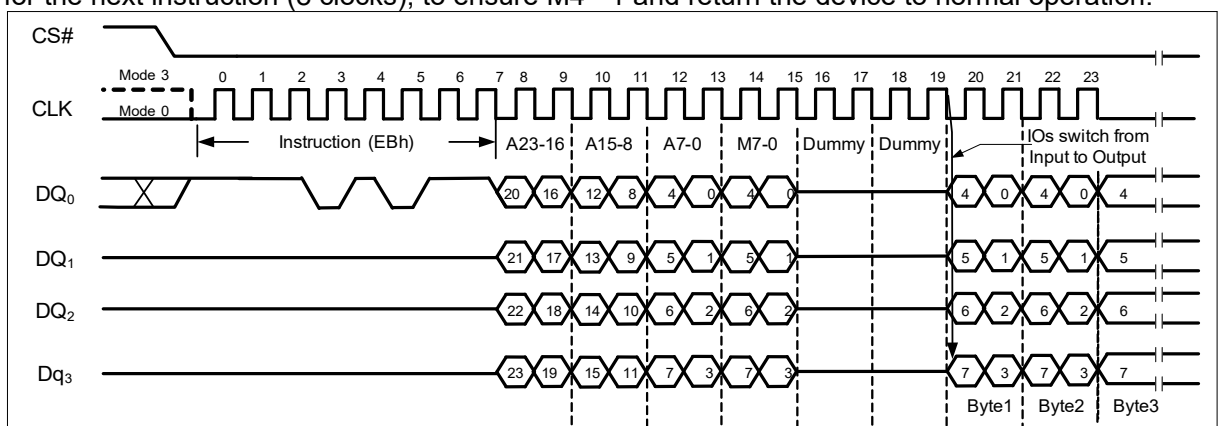 for the next instruction (8 clocks), to ensure M4 = 1 and return the device to normal operation.
CS#
Mode 3 0 1 2 3 4 5 6 7 8 9 10 11 12 13 14 15 16 17 18 19 20 21 22 23
CLK Mode 0
Instruction (EBh) A23-16 A15-8 A7-0 M7-0 Dummy Dummy IOs switch from
Input to Output
DQ0 20 16 12 8 4 0 4 0 4 0 4 0 4
DQ1 21 17 13 9 5 1 5 1 5 1 5 1 5
DQ2 22 18 14 10 6 2 6 2 6 2 6 2 6
Dq3 23 19 15 11 7 3 7 3 7 3 7 3 7
Byte1 Byte2 Byte3